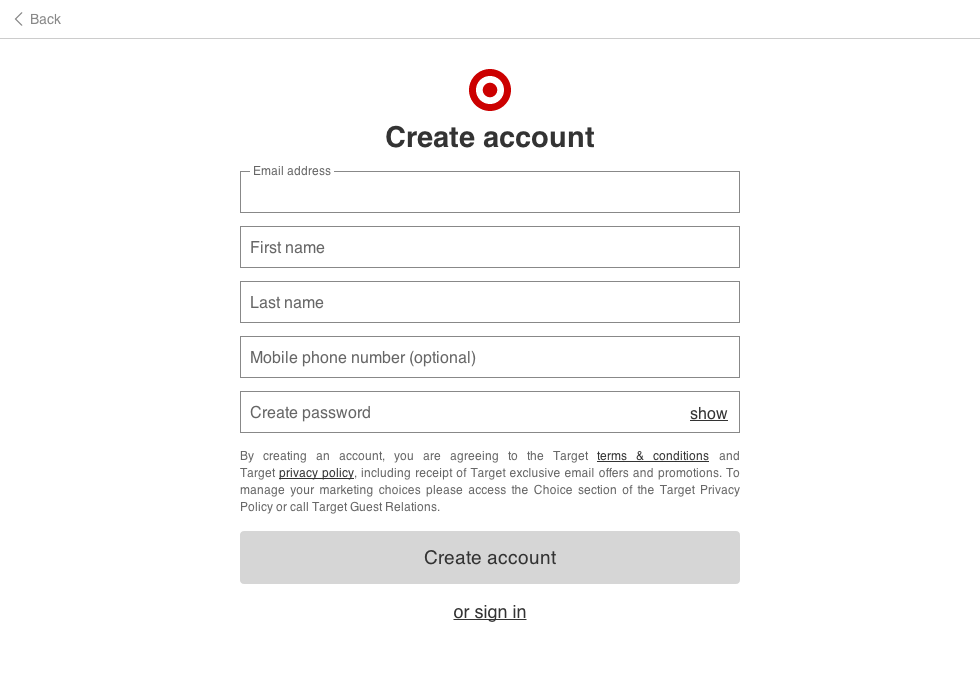 Back
Create account
Email address
First name
Last name
Mobile phone number (optional)
Create password show
By creating an account, you are agreeing to the Target terms & conditions and
Target privacy policy, including receipt of Target exclusive email offers and promotions. To
manage your marketing choices please access the Choice section of the Target Privacy
Policy or call Target Guest Relations.
Create account
or sign in